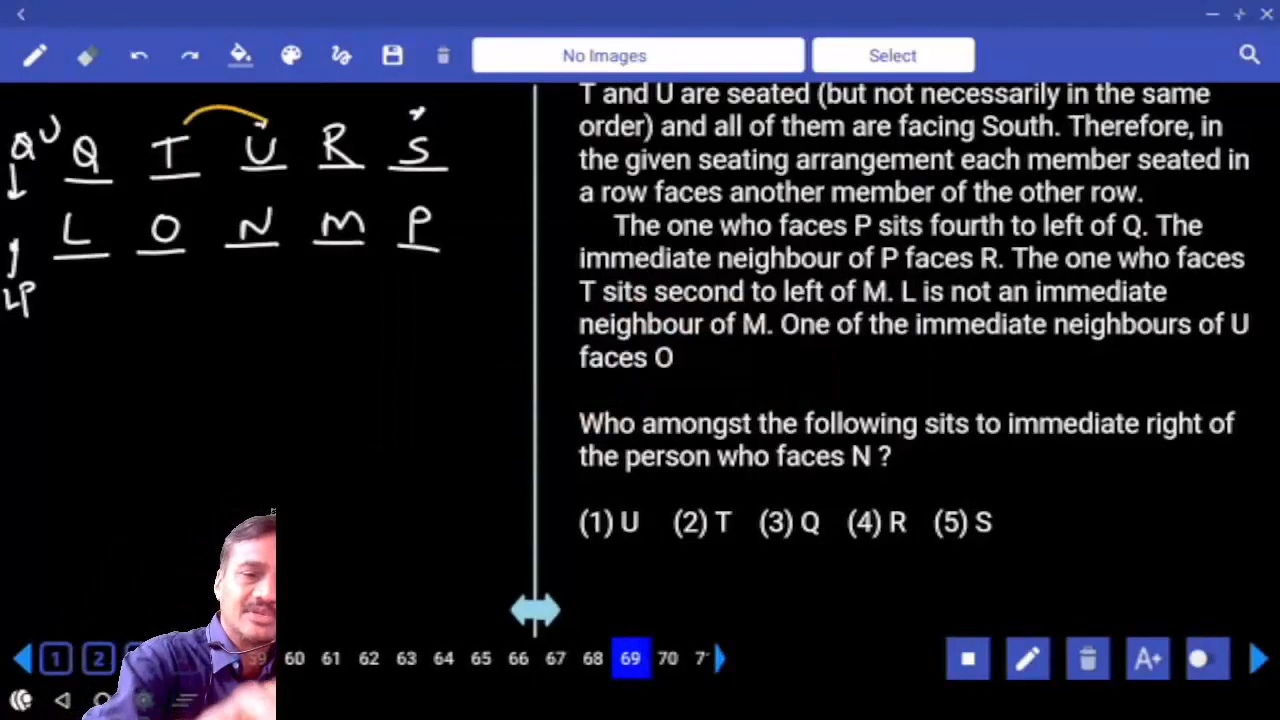 No Images
Select
Q U Q T U R S
L O N M P
LP
T and U are seated (but not necessarily in the same
order) and all of them are facing South. Therefore, in
the given seating arrangement each member seated in
a row faces another member of the other row.
The one who faces P sits fourth to left of Q. The
immediate neighbour of P faces R. The one who faces
T sits second to left of M. L is not an immediate
neighbour of M. One of the immediate neighbours of U
faces O
Who amongst the following sits to immediate right of
the person who faces N ?
(1) U (2) T (3) Q (4) R (5) S
1 2 59 60 61 62 63 64 65 66 67 68 69 70 A+